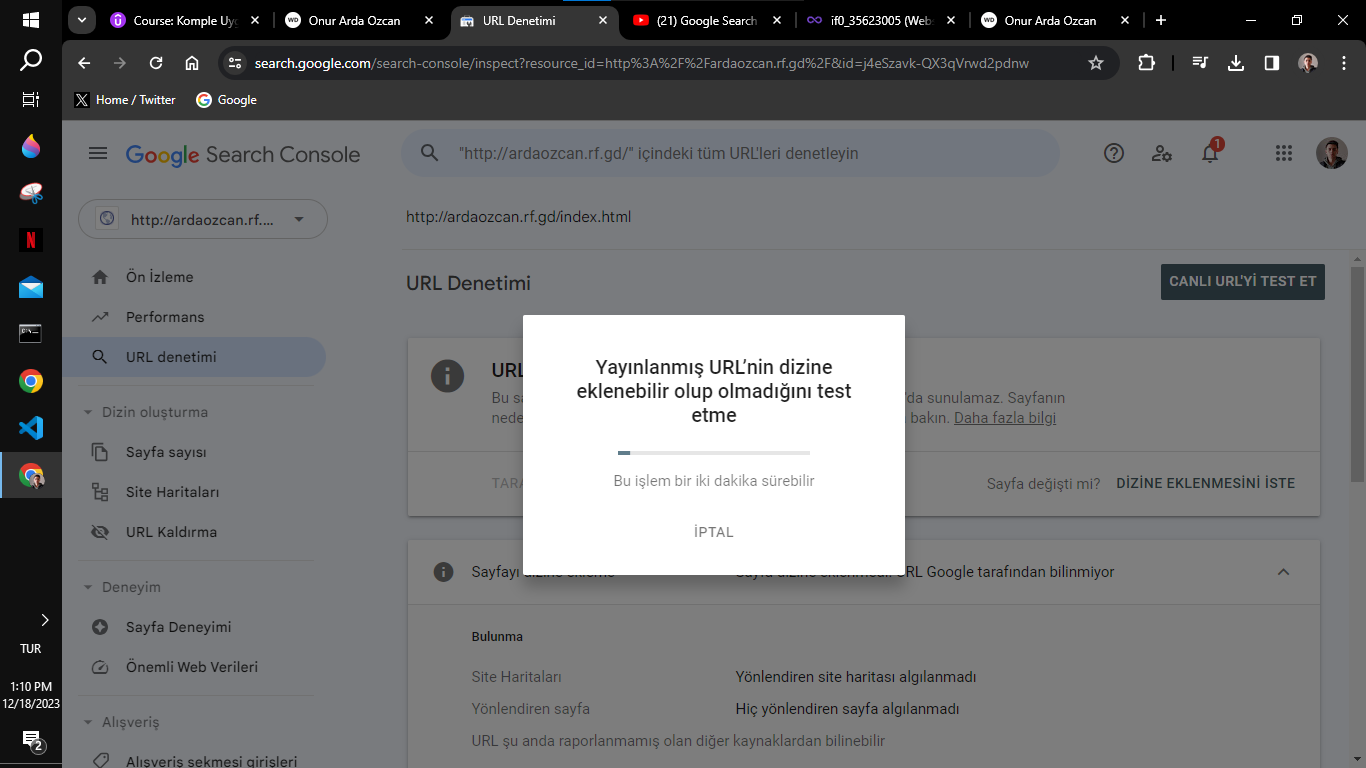 Course: Komple Uy
Onur Arda Ozcan
URL Denetimi
(21) Google Search
if0_35623005 (Web
Onur Arda Ozcan
search.google.com/search-console/inspect?resource_id=http%3A%2F%2Fardaozcan.rf.gd%2F&id=j4eSzavk-QX3qVrwd2pdnw
Home / Twitter
Google
Google Search Console
"http://ardaozcan.rf.gd/" içindeki tüm URL'leri denetleyin
1
http://ardaozcan.rf....
http://ardaozcan.rf.gd/index.html
Ön İzleme
Performans
URL denetimi
Dizin oluşturma
Sayfa sayısı
Site Haritaları
URL Kaldırma
Deneyim
Sayfa Deneyimi
Önemli Web Verileri
Alışveriş
Alışveriş sekmesi girişleri
URL Denetimi
CANLI URL'Yİ TEST ET
URL
Bu
'da sunulamaz. Sayfanın
nede
bakın. Daha fazla bilgi
TARA
Sayfa değişti mi?
DİZİNE EKLENMESİNİ İSTE
Yayınlanmış URL’nin dizine
eklenebilir olup olmadığını test
etme
Bu işlem bir iki dakika sürebilir
İPTAL
Sayfayı dizine ekleme
Sayfa dizine eklenmedi: URL Google tarafından bilinmiyor
Bulunma
Site Haritaları
Yönlendiren site haritası algılanmadı
Yönlendiren sayfa
Hiç yönlendiren sayfa algılanmadı
URL şu anda raporlanmamış olan diğer kaynaklardan bilinebilir
TUR
1:10 PM
12/18/2023
2